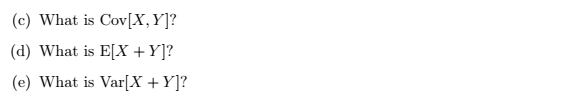 (c) What is Cov[X, Y]?
(d) What is E[X + Y]?
(e) What is Var[X + Y]?